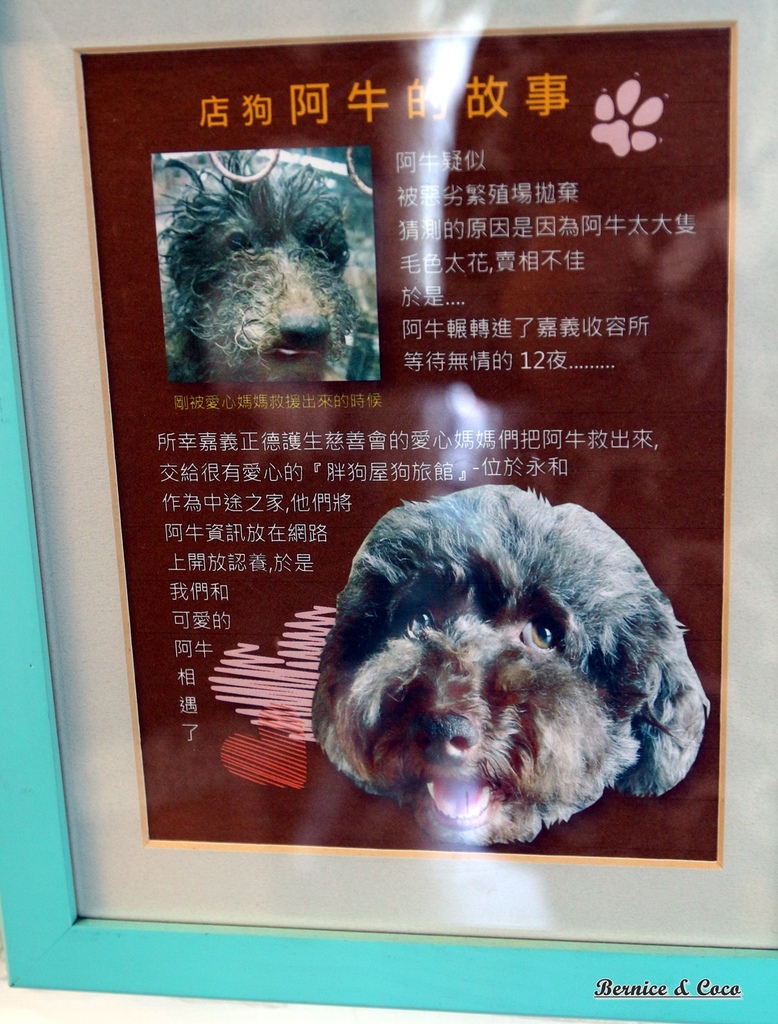 店狗 阿牛的故事
阿牛疑似
被惡劣繁殖場拋棄
猜測的原因是因為阿牛太大隻
毛色太花,賣相不佳
於是....
阿牛輾轉進了嘉義收容所
等待無情的 12夜.........
剛被愛心媽媽救援出來的時候
所幸嘉義正德護生慈善會的愛心媽媽們把阿牛救出來,
交給很有愛心的『胖狗屋狗旅館』-位於永和
作為中途之家,他們將
阿牛資訊放在網路
上開放認養,於是
我們和
可愛的
阿牛
相
遇
了
Bernice & Coco